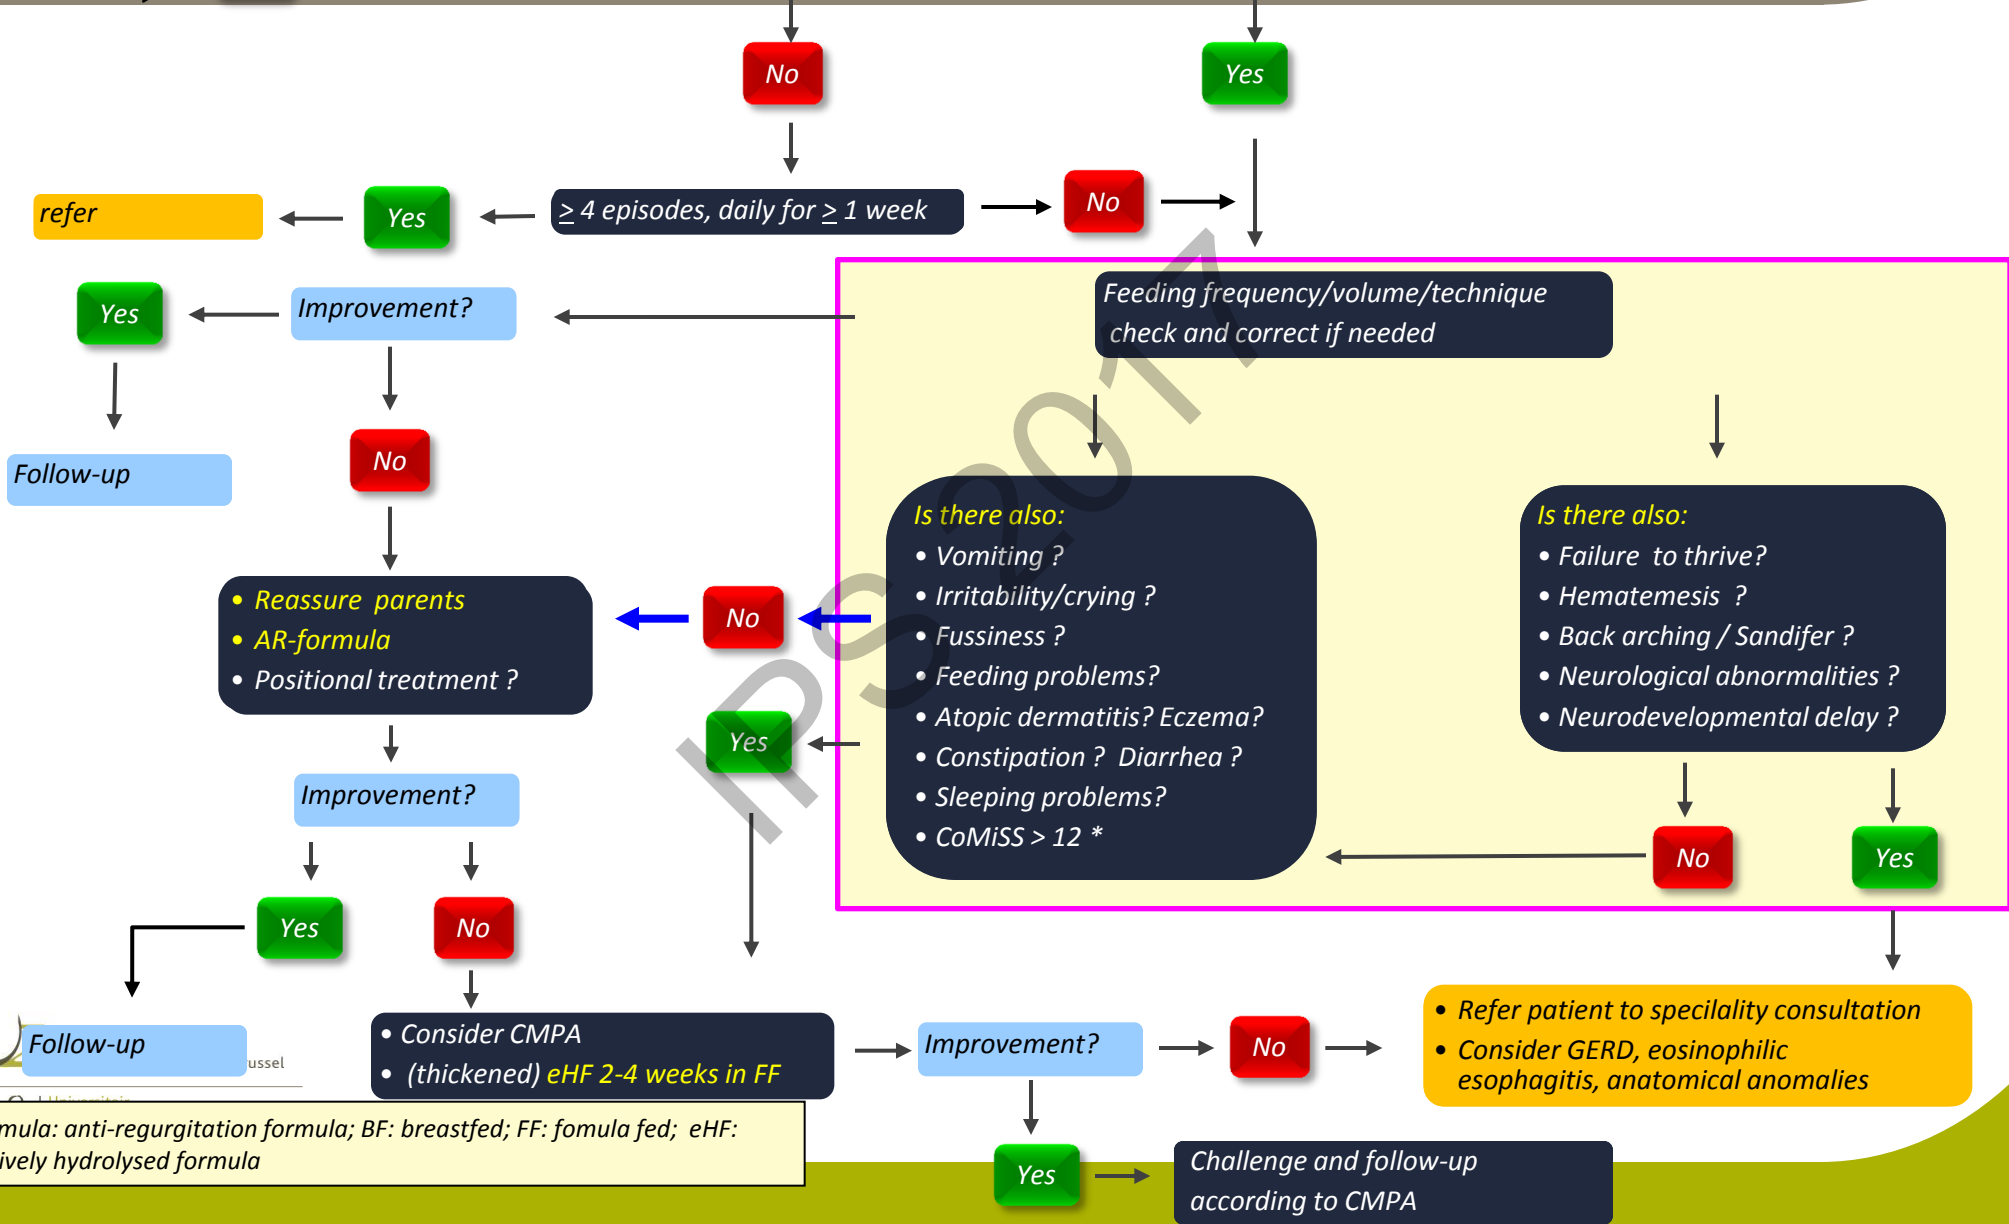 No
Yes
refer
Yes
≥ 4 episodes, daily for ≥ 1 week
No
Yes
Improvement?
Feeding frequency/volume/technique
check and correct if needed
Follow-up
No
Is there also:
• Vomiting ?
• Irritability/crying ?
• Fussiness ?
• Feeding problems?
• Atopic dermatitis? Eczema?
• Constipation ? Diarrhea ?
• Sleeping problems?
• CoMiSS > 12 *
Is there also:
• Failure to thrive?
• Hematemesis ?
• Back arching / Sandifer ?
• Neurological abnormalities ?
• Neurodevelopmental delay ?
• Reassure parents
• AR-formula
• Positional treatment ?
No
Yes
Improvement?
No
Yes
Yes
No
Follow-up
ussel
• Consider CMPA
• (thickened) eHF 2-4 weeks in FF
Improvement?
No
• Refer patient to specilality consultation
• Consider GERD, eosinophilic
esophagitis, anatomical anomalies
mula: anti-regurgitation formula; BF: breastfed; FF: fomula fed; eHF:
ively hydrolysed formula
Yes
Challenge and follow-up
according to CMPA
IPS 2017